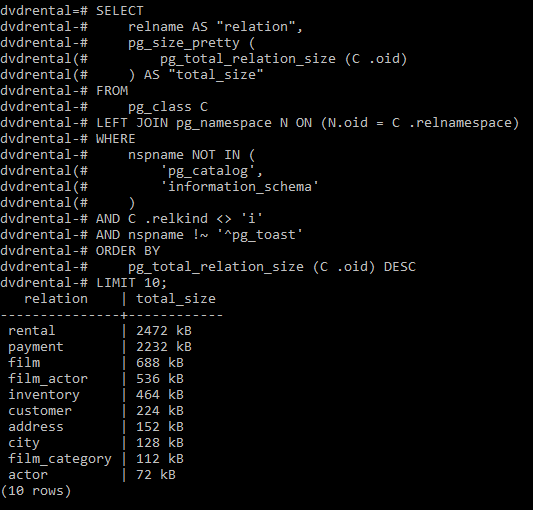 dvdrental=# SELECT
dvdrental-#     relname AS "relation",
dvdrental-#     pg_size_pretty (
dvdrental(#         pg_total_relation_size (C .oid)
dvdrental(#     ) AS "total_size"
dvdrental-# FROM
dvdrental-#     pg_class C
dvdrental-# LEFT JOIN pg_namespace N ON (N.oid = C .relnamespace)
dvdrental-# WHERE
dvdrental-#     nspname NOT IN (
dvdrental(#         'pg_catalog',
dvdrental(#         'information_schema'
dvdrental(#     )
dvdrental-# AND C .relkind <> 'i'
dvdrental-# AND nspname !~ '^pg_toast'
dvdrental-# ORDER BY
dvdrental-#     pg_total_relation_size (C .oid) DESC
dvdrental-# LIMIT 10;
   relation    | total_size
---------------+------------
 rental        | 2472 kB
 payment       | 2232 kB
 film          | 688 kB
 film_actor    | 536 kB
 inventory     | 464 kB
 customer      | 224 kB
 address       | 152 kB
 city          | 128 kB
 film_category | 112 kB
 actor         | 72 kB
(10 rows)